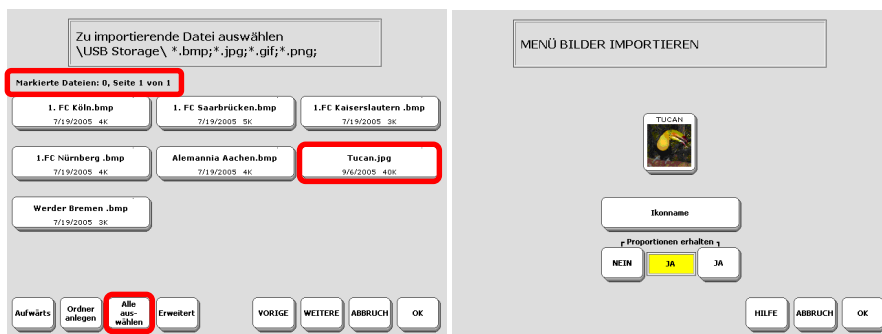 Zu importierende Datei auswählen
\USB Storage\ *.bmp;*.jpg;*.gif;*.png;
Markierte Dateien: 0, Seite 1 von 1
1. FC Köln.bmp
7/19/2005 4K
1. FC Saarbrücken.bmp
7/19/2005 5K
1.FC Kaiserslautern .bmp
7/19/2005 3K
1.FC Nürnberg .bmp
7/19/2005 4K
Alemannia Aachen.bmp
7/19/2005 4K
Tucan.jpg
9/6/2005 40K
Werder Bremen .bmp
7/19/2005 3K
Aufwärts
Ordner
anlegen
Alle
aus-
wählen
Erweitert
VORIGE
WEITERE
ABBRUCH
OK
MENÜ BILDER IMPORTIEREN
TUCAN
Ikonname
Proportionen erhalten
NEIN
JA
JA
HILFE
ABBRUCH
OK